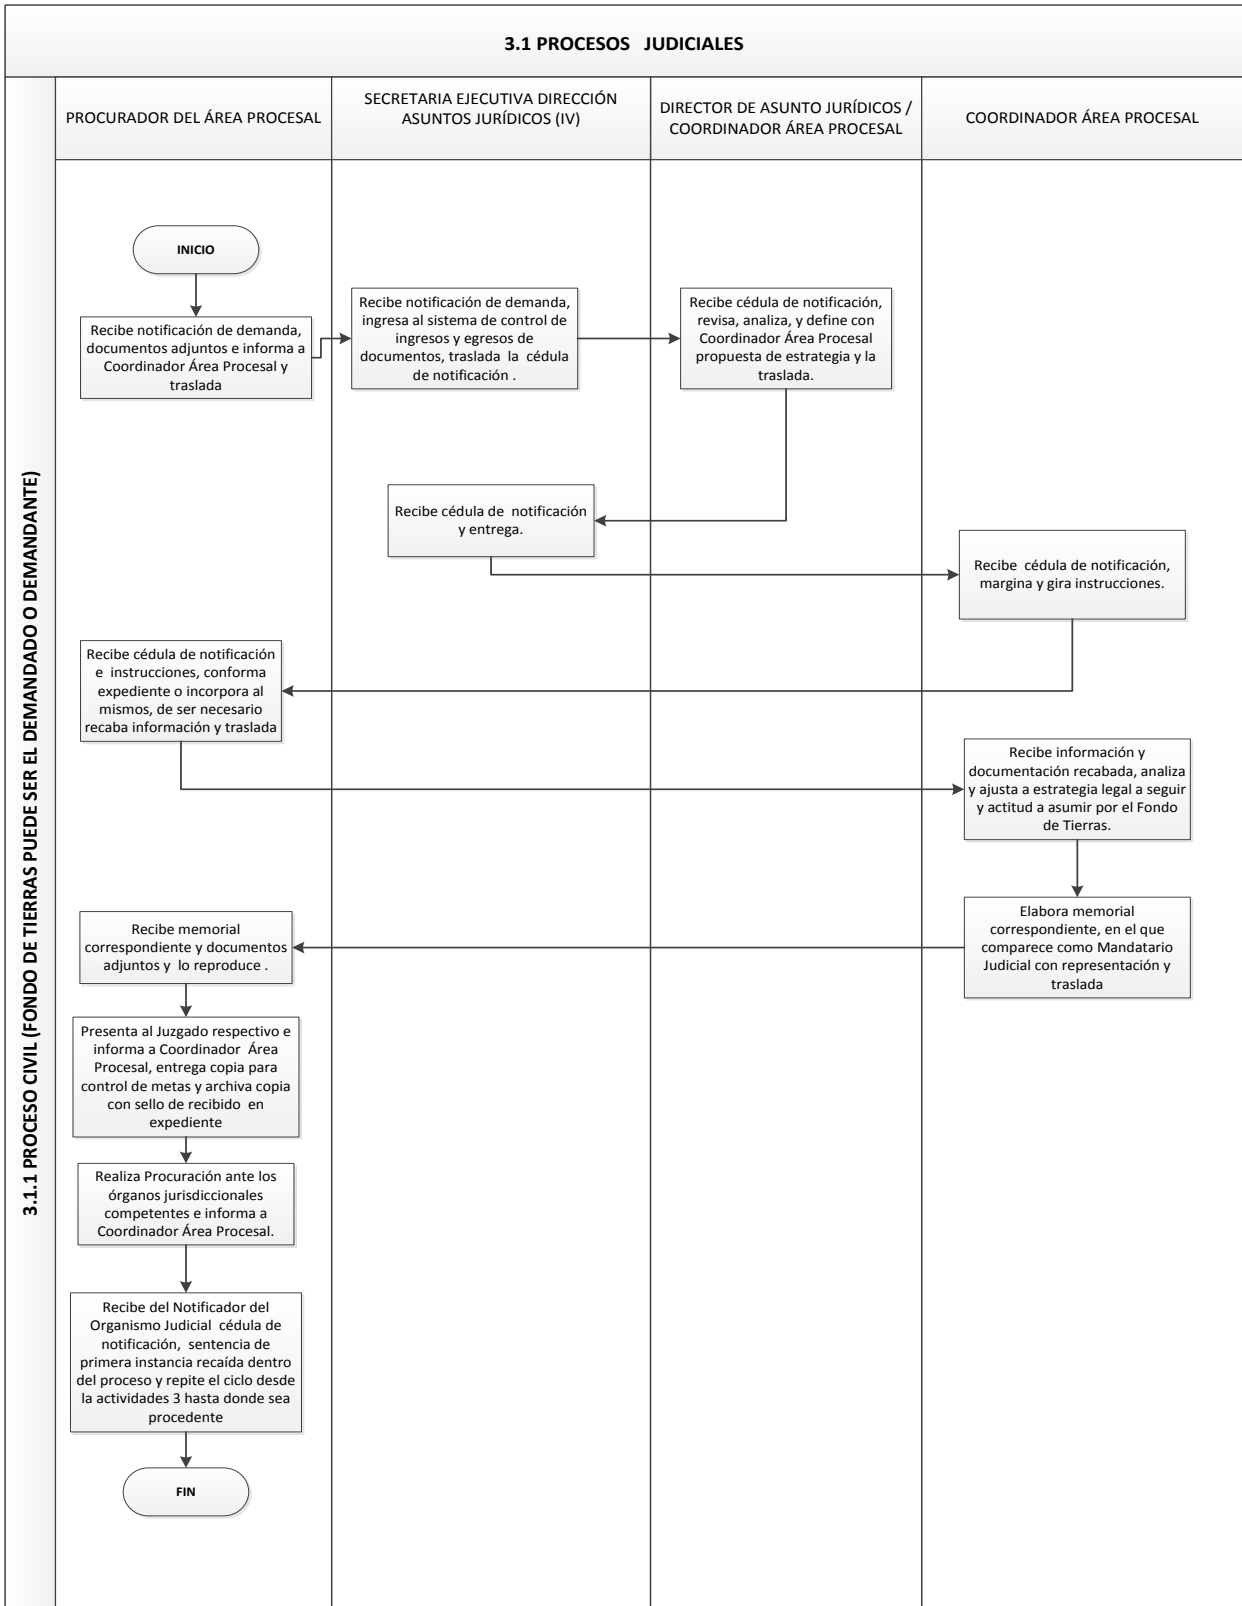 3.1 PROCESOS JUDICIALES
3.1.1 PROCESO CIVIL (FONDO DE TIERRAS PUEDE SER EL DEMANDADO O DEMANDANTE)
PROCURADOR DEL ÁREA PROCESAL
SECRETARIA EJECUTIVA DIRECCIÓN
ASUNTOS JURÍDICOS (IV)
DIRECTOR DE ASUNTO JURÍDICOS /
COORDINADOR ÁREA PROCESAL
COORDINADOR ÁREA PROCESAL
INICIO
Recibe notificación de demanda,
documentos adjuntos e informa a
Coordinador Área Procesal y
traslada
Recibe notificación de demanda,
ingresa al sistema de control de
ingresos y egresos de
documentos, traslada la cédula
de notificación .
Recibe cédula de notificación,
revisa, analiza, y define con
Coordinador Área Procesal
propuesta de estrategia y la
traslada.
Recibe cédula de notificación
y entrega.
Recibe cédula de notificación,
margina y gira instrucciones.
Recibe cédula de notificación
e instrucciones, conforma
expediente o incorpora al
mismos, de ser necesario
recaba información y traslada
Recibe información y
documentación recabada, analiza
y ajusta a estrategia legal a seguir
y actitud a asumir por el Fondo
de Tierras.
Elabora memorial
correspondiente, en el que
comparece como Mandatario
Judicial con representación y
traslada
Recibe memorial
correspondiente y documentos
adjuntos y lo reproduce .
Presenta al Juzgado respectivo e
informa a Coordinador Área
Procesal, entrega copia para
control de metas y archiva copia
con sello de recibido en
expediente
Realiza Procuración ante los
órganos jurisdiccionales
competentes e informa a
Coordinador Área Procesal.
Recibe del Notificador del
Organismo Judicial cédula de
notificación, sentencia de
primera instancia recaída dentro
del proceso y repite el ciclo desde
la actividades 3 hasta donde sea
procedente
FIN